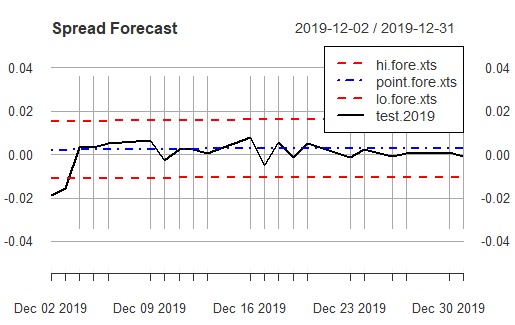 Spread Forecast 2019-12-02 / 2019-12-31
hi.fore.xts
point.fore.xts
lo.fore.xts
test.2019
0.04 0.04
0.02 0.02
0.00 0.00
-0.02 -0.02
-0.04 -0.04
Dec 02 2019 Dec 09 2019 Dec 16 2019 Dec 23 2019 Dec 30 2019